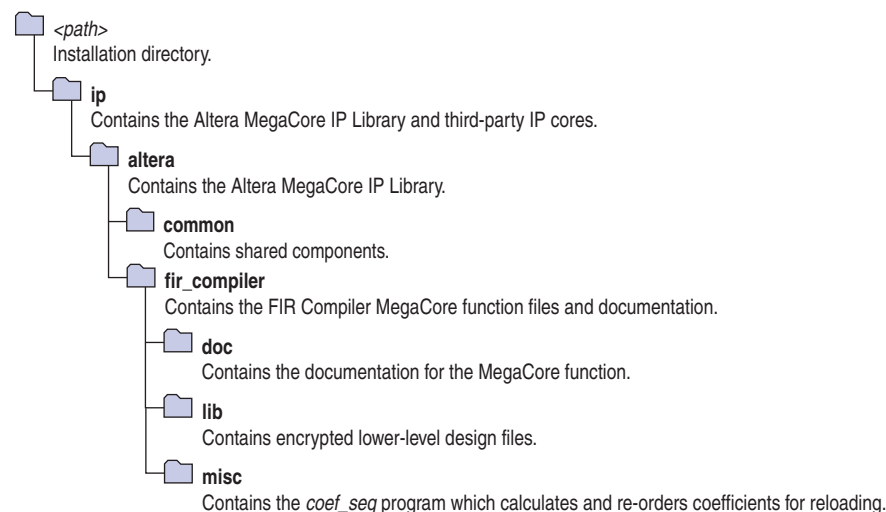 <path>
Installation directory.
ip
Contains the Altera MegaCore IP Library and third-party IP cores.
altera
Contains the Altera MegaCore IP Library.
common
Contains shared components.
fir_compiler
Contains the FIR Compiler MegaCore function files and documentation.
doc
Contains the documentation for the MegaCore function.
lib
Contains encrypted lower-level design files.
misc
Contains the coef_seq program which calculates and re-orders coefficients for reloading.